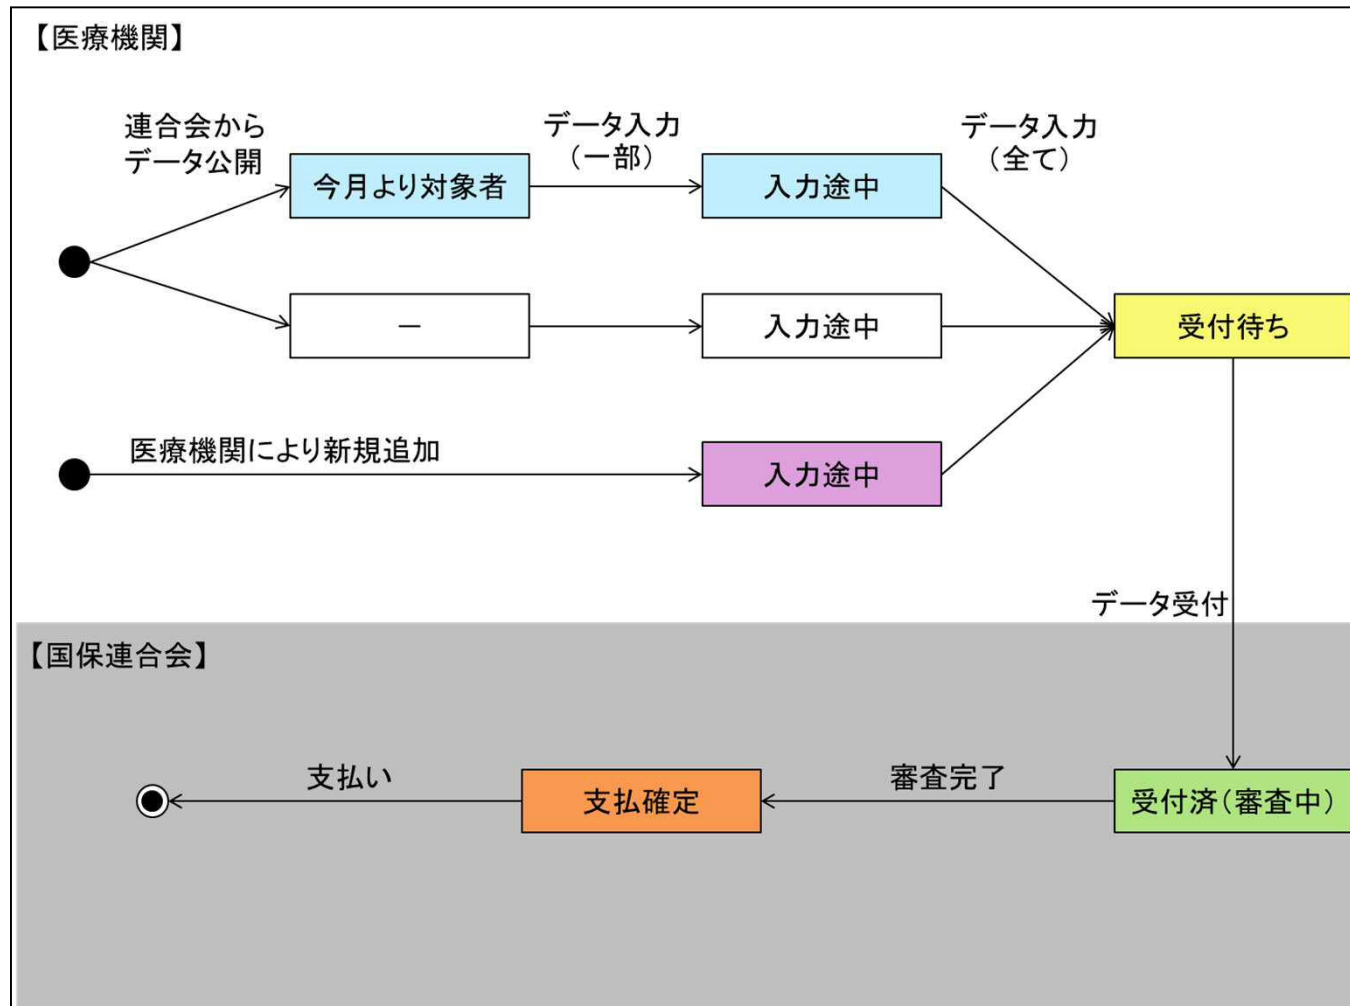 【医療機関】
連合会から
データ公開
データ入力
（一部）
データ入力
（全て）
今月より対象者
入力途中
－
入力途中
受付待ち
医療機関により新規追加
入力途中
データ受付
【国保連合会】
支払い
支払確定
審査完了
受付済（審査中）